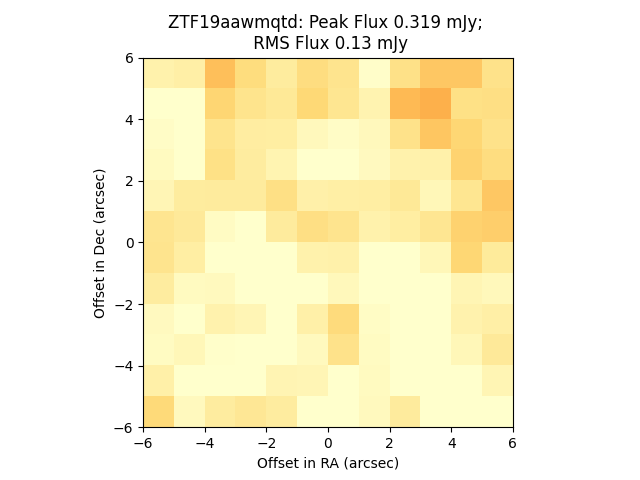 ZTF19aawmqtd: Peak Flux 0.319 mJy;
RMS Flux 0.13 mJy
6
4
2
0
−2
−4
−6
Offset in Dec (arcsec)
−6 −4 −2 0 2 4 6
Offset in RA (arcsec)